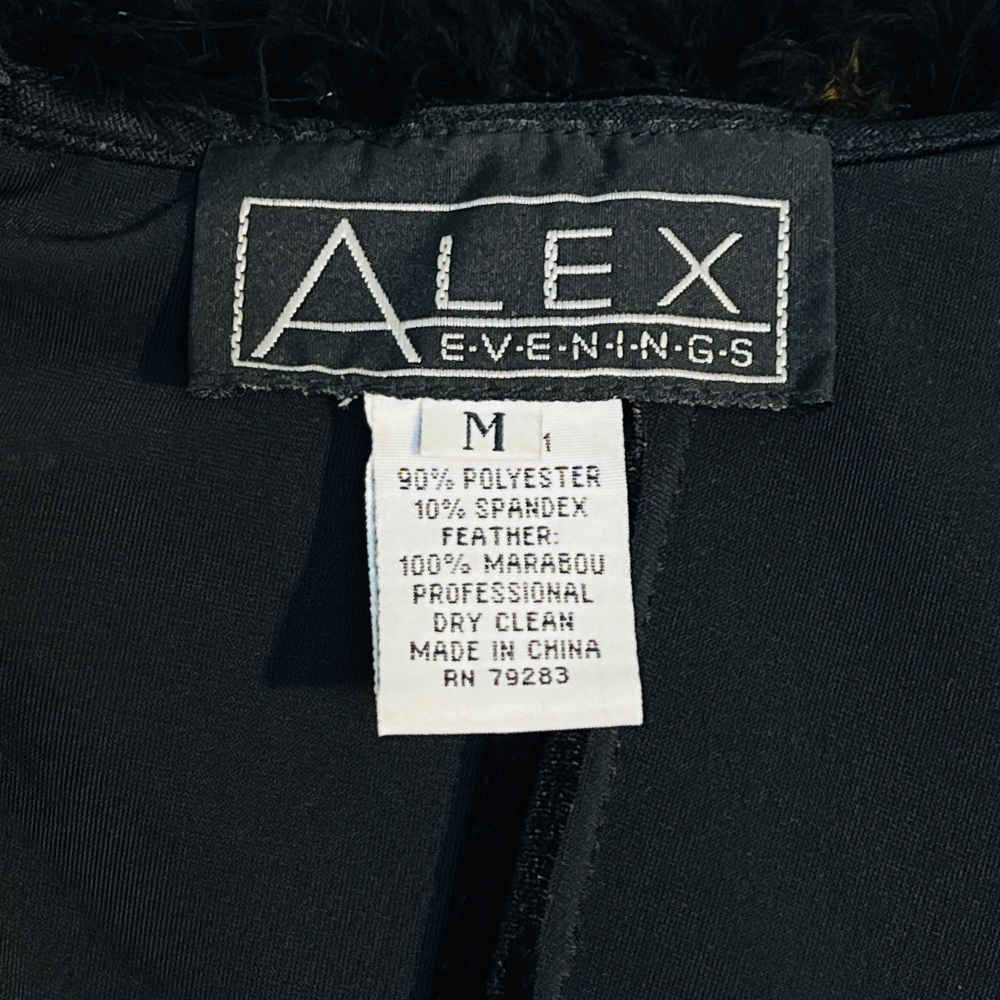 ALEX
E·V·E·N·I·N·G·S
M 1
90% POLYESTER
10% SPANDEX
FEATHER:
100% MARABOU
PROFESSIONAL
DRY CLEAN
MADE IN CHINA
RN 79283